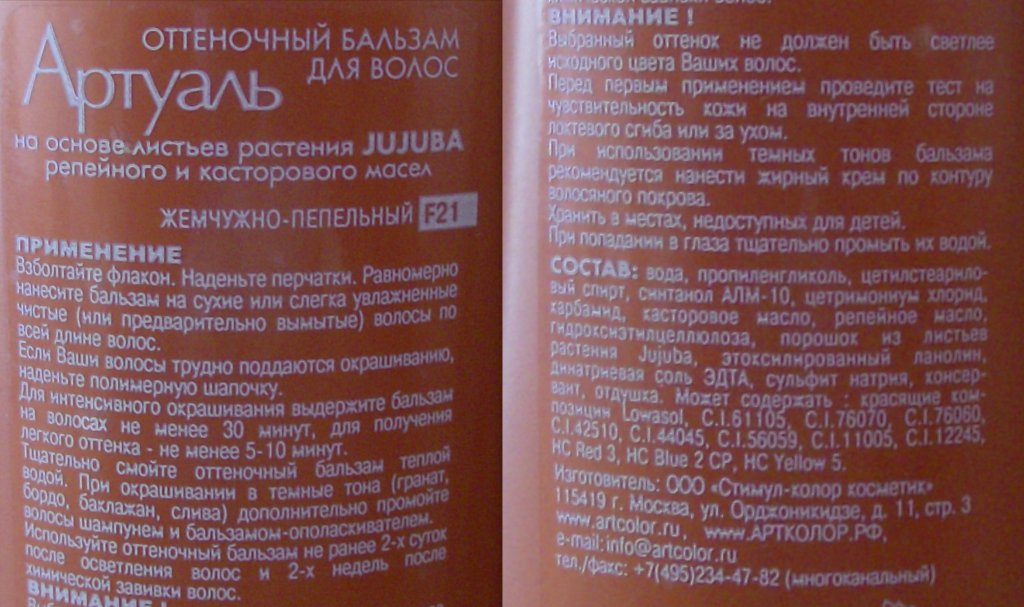 Артуаль
ОТТЕНОЧНЫЙ БАЛЬЗАМ
ДЛЯ ВОЛОС
на основе листьев растения JUJUBA
репейного и касторового масел
ЖЕМЧУЖНО-ПЕПЕЛЬНЫЙ F21
ПРИМЕНЕНИЕ
Взболтайте флакон. Наденьте перчатки. Равномерно
нанесите бальзам на сухие или слегка увлажненные
чистые (или предварительно вымытые) волосы по
всей длине волос.
Если Ваши волосы трудно поддаются окрашиванию,
наденьте полимерную шапочку.
Для интенсивного окрашивания выдержите бальзам
на волосах не менее 30 минут, для получения
легкого оттенка - не менее 5-10 минут.
Тщательно смойте оттеночный бальзам теплой
водой. При окрашивании в темные тона (гранат,
бордо, баклажан, слива) дополнительно промойте
волосы шампунем и бальзамом-ополаскивателем.
Используйте оттеночный бальзам не ранее 2-х суток
после осветления волос и 2-х недель после
химической завивки волос.
ВНИМАНИЕ !
ВНИМАНИЕ !
Выбранный оттенок не должен быть светлее
исходного цвета Ваших волос.
Перед первым применением проведите тест на
чувствительность кожи на внутренней стороне
локтевого сгиба или за ухом.
При использовании темных тонов бальзама
рекомендуется нанести жирный крем по контуру
волосяного покрова.
Хранить в местах, недоступных для детей.
При попадании в глаза тщательно промыть их водой.
СОСТАВ: вода, пропиленгликоль, цетилстеарило-
вый спирт, синтанол АЛМ-10, цетримониум хлорид,
карбамид, касторовое масло, репейное масло,
гидроксиэтилцеллюлоза, порошок из листьев
растения Jujuba, этоксилированный ланолин,
динатриевая соль ЭДТА, сульфит натрия, консер-
вант, отдушка. Может содержать : красящие ком-
позиции Lowasol, C.I.61105, C.I.76070, C.I.76060,
C.I.42510, C.I.44045, C.I.56059, C.I.11005, C.I.12245,
HC Red 3, HC Blue 2 CP, HC Yellow 5.
Изготовитель: ООО «Стимул-колор косметик»
115419 г. Москва, ул. Орджоникидзе, д. 11, стр. 3
www.artcolor.ru, www.АРТКОЛОР.РФ,
e-mail:info@artcolor.ru
тел./факс: +7(495)234-47-82 (многоканальный)